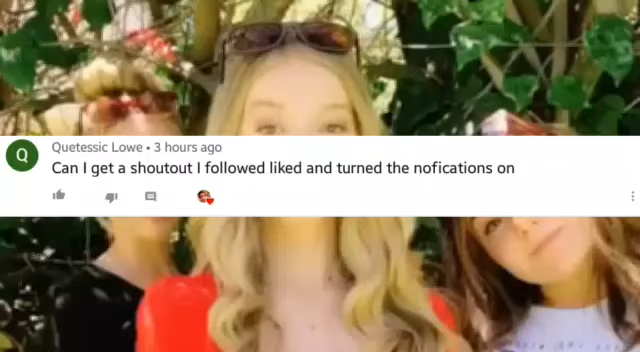 Q
Quetessic Lowe • 3 hours ago
Can I get a shoutout I followed liked and turned the nofications on